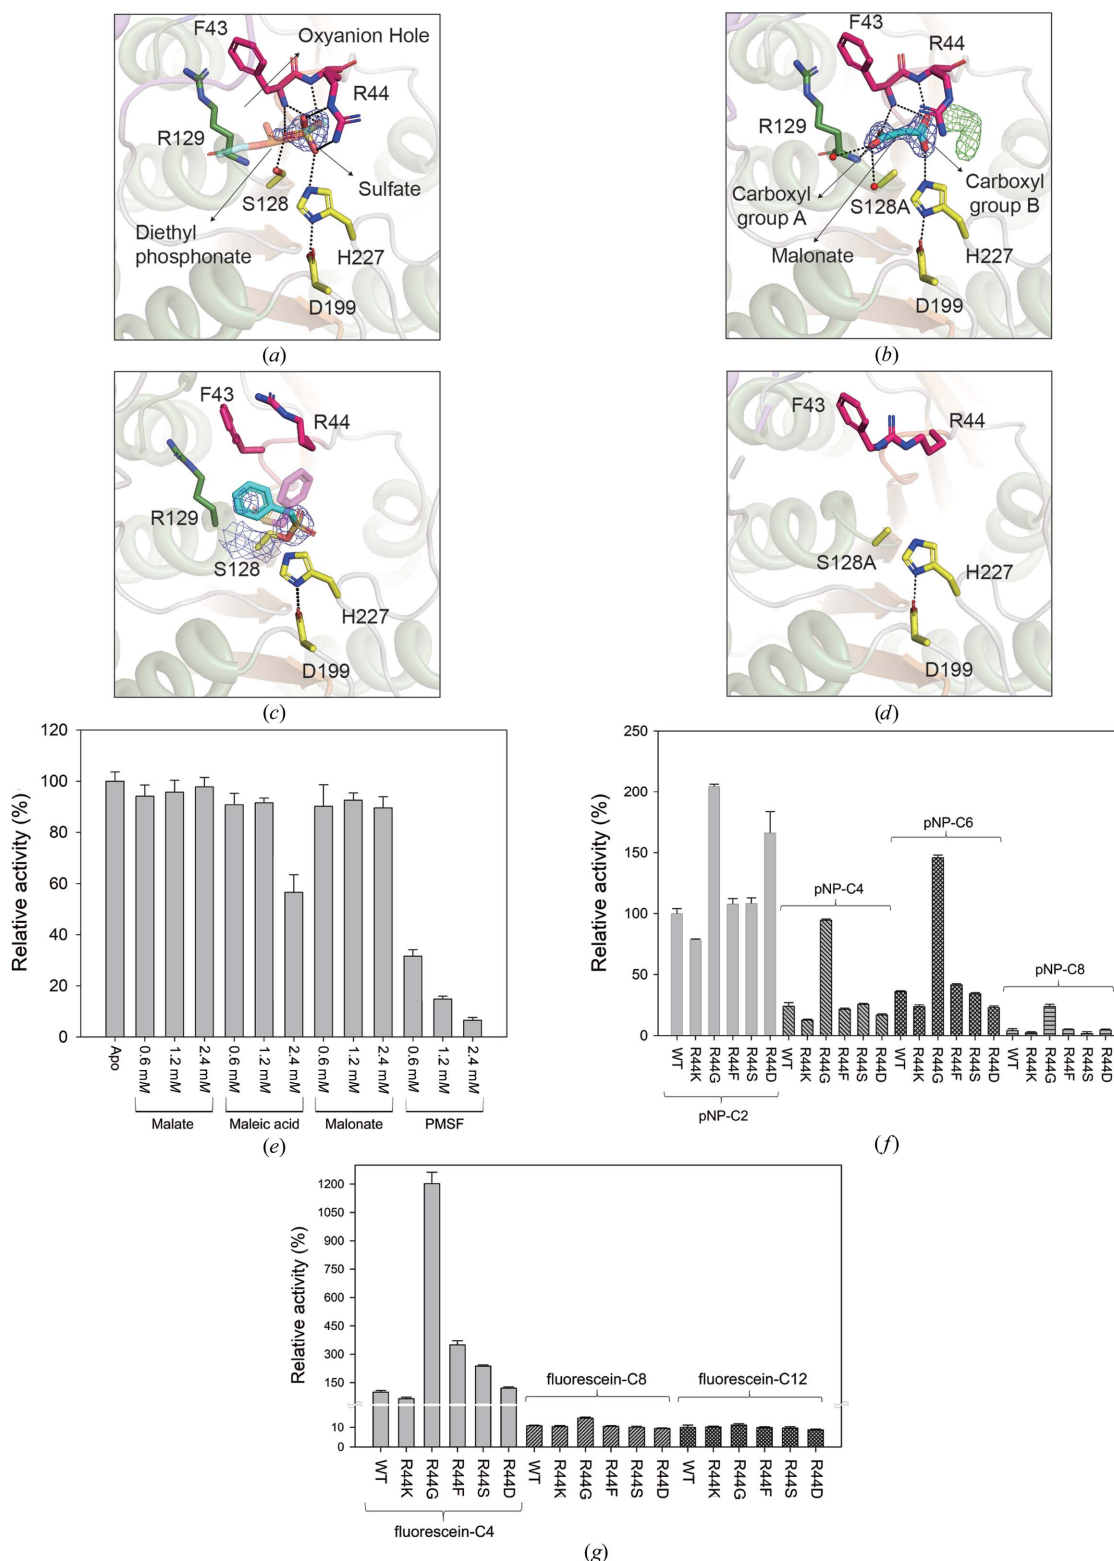 F43
Oxyanion Hole
R44
R129
Sulfate
S128
Diethyl
phosphonate
H227
D199
(a)
F43
R44
R129
Carboxyl
group A
S128A
Carboxyl
group B
Malonate
H227
D199
(b)
F43
R44
R129
S128
H227
D199
(c)
F43
R44
S128A
H227
D199
(d)
Relative activity (%)
120
100
80
60
40
20
0
Apo
0.6 mM
1.2 mM
2.4 mM
0.6 mM
1.2 mM
2.4 mM
0.6 mM
1.2 mM
2.4 mM
0.6 mM
1.2 mM
2.4 mM
Malate
Maleic acid
Malonate
PMSF
(e)
Relative activity (%)
250
200
150
100
50
0
pNP-C6
pNP-C4
pNP-C8
WT
R44K
R44G
R44F
R44S
R44D
WT
R44K
R44G
R44F
R44S
R44D
WT
R44K
R44G
R44F
R44S
R44D
WT
R44K
R44G
R44F
R44S
R44D
pNP-C2
(f)
Relative activity (%)
1200
1050
900
750
600
450
300
150
10
0
fluorescein-C8
fluorescein-C12
WT
R44K
R44G
R44F
R44S
R44D
WT
R44K
R44G
R44F
R44S
R44D
WT
R44K
R44G
R44F
R44S
R44D
fluorescein-C4
(g)